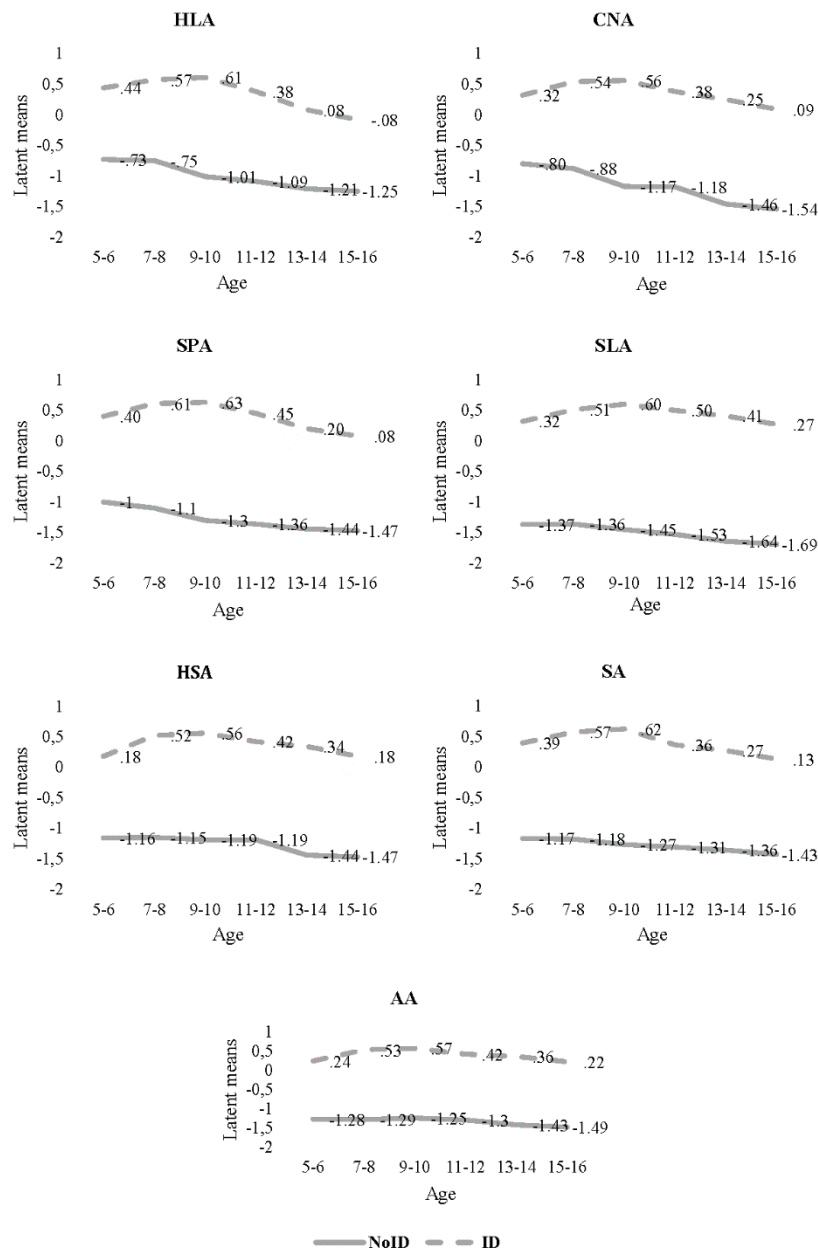 HLA
1
0,5
0
-0,5
-1
-1,5
-2
Latent means
.44 .57 .61 .38 .08 -.08
-.73 -.75 -1.01 -1.09 -1.21 -1.25
5-6 7-8 9-10 11-12 13-14 15-16
Age
CNA
1
0,5
0
-0,5
-1
-1,5
-2
Latent means
.32 .54 .56 .38 .25 .09
-.80 -.88 -1.17 -1.18 -1.46 -1.54
5-6 7-8 9-10 11-12 13-14 15-16
Age
SPA
1
0,5
0
-0,5
-1
-1,5
-2
Latent means
.40 .61 .63 .45 .20 .08
-1 -1.1 -1.3 -1.36 -1.44 -1.47
5-6 7-8 9-10 11-12 13-14 15-16
Age
SLA
1
0,5
0
-0,5
-1
-1,5
-2
Latent means
.32 .51 .60 .50 .41 .27
-1.37 -1.36 -1.45 -1.53 -1.64 -1.69
5-6 7-8 9-10 11-12 13-14 15-16
Age
HSA
1
0,5
0
-0,5
-1
-1,5
-2
Latent means
.18 .52 .56 .42 .34 .18
-1.16 -1.15 -1.19 -1.19 -1.44 -1.47
5-6 7-8 9-10 11-12 13-14 15-16
Age
SA
1
0,5
0
-0,5
-1
-1,5
-2
Latent means
.39 .57 .62 .36 .27 .13
-1.17 -1.18 -1.27 -1.31 -1.36 -1.43
5-6 7-8 9-10 11-12 13-14 15-16
Age
AA
1
0,5
0
-0,5
-1
-1,5
-2
Latent means
.24 .53 .57 .42 .36 .22
-1.28 -1.29 -1.25 -1.3 -1.43 -1.49
5-6 7-8 9-10 11-12 13-14 15-16
Age
NoID ID